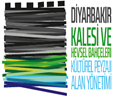 DİYARBAKIR
KALESİ VE
HEVSEL BAHÇELERİ
KÜLTÜREL PEYZAJI
ALAN YÖNETİMİ